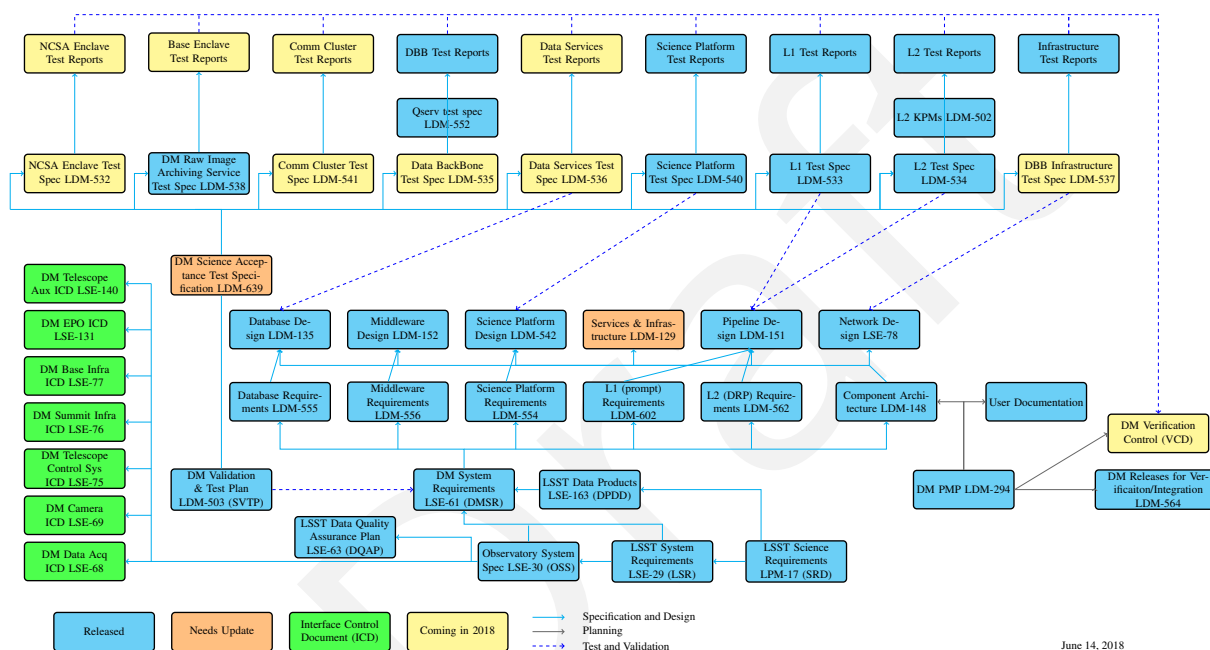 NCSA Enclave
Test Reports
Base Enclave
Test Reports
Comm Cluster
Test Reports
DBB Test Reports
Data Services
Test Reports
Science Platform
Test Reports
L1 Test Reports
L2 Test Reports
Infrastructure
Test Reports
Qserv test spec
LDM-552
L2 KPMs LDM-502
NCSA Enclave Test
Spec LDM-532
DM Raw Image
Archiving Service
Test Spec LDM-538
Comm Cluster Test
Spec LDM-541
Data BackBone
Test Spec LDM-535
Data Services Test
Spec LDM-536
Science Platform
Test Spec LDM-540
L1 Test Spec
LDM-533
L2 Test Spec
LDM-534
DBB Infrastructure
Test Spec LDM-537
DM Science Accep-
tance Test Speci-
fication LDM-639
DM Telescope
Aux ICD LSE-140
DM EPO ICD
LSE-131
DM Base Infra
ICD LSE-77
DM Summit Infra
ICD LSE-76
DM Telescope
Control Sys
ICD LSE-75
DM Camera
ICD LSE-69
DM Data Acq
ICD LSE-68
Database De-
sign LDM-135
Middleware
Design LDM-152
Science Platform
Design LDM-542
Services & Infras-
tructure LDM-129
Pipeline De-
sign LDM-151
Network De-
sign LSE-78
Database Require-
ments LDM-555
Middleware
Requirements
LDM-556
Science Platform
Requirements
LDM-554
L1 (prompt)
Requirements
LDM-602
L2 (DRP) Require-
ments LDM-562
Component Archi-
tecture LDM-148
User Documentation
DM Verification
Control (VCD)
DM Validation
& Test Plan
LDM-503 (SVTP)
DM System
Requirements
LSE-61 (DMSR)
LSST Data Products
LSE-163 (DPDD)
DM PMP LDM-294
DM Releases for Ver-
ificaiton/Integration
LDM-564
LSST Data Quality
Assurance Plan
LSE-63 (DQAP)
Observatory System
Spec LSE-30 (OSS)
LSST System
Requirements
LSE-29 (LSR)
LSST Science
Requirements
LPM-17 (SRD)
Released
Needs Update
Interface Control
Document (ICD)
Coming in 2018
Specification and Design
Planning
Test and Validation
June 14, 2018
Draft